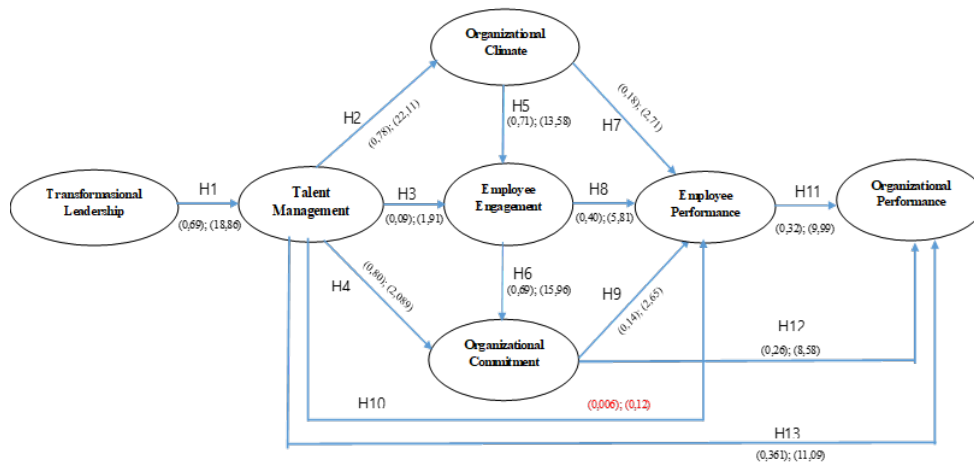 Organizational
Climate
H2
(0,78); (22,11)
H5
(0,71); (13,58)
(0,18); (2,71)
H7
Transformasional
Leadership
H1
(0,69); (18,86)
Talent
Management
H3
(0,09); (1,91)
Employee
Engagement
H8
(0,40); (5,81)
Employee
Performance
H11
(0,32); (9,99)
Organizational
Performance
H4
(0,80); (2,089)
H6
(0,69); (15,96)
H9
(0,14); (2,65)
Organizational
Commitment
H12
(0,26); (8,58)
H10
(0,006); (0,12)
H13
(0,361); (11,09)